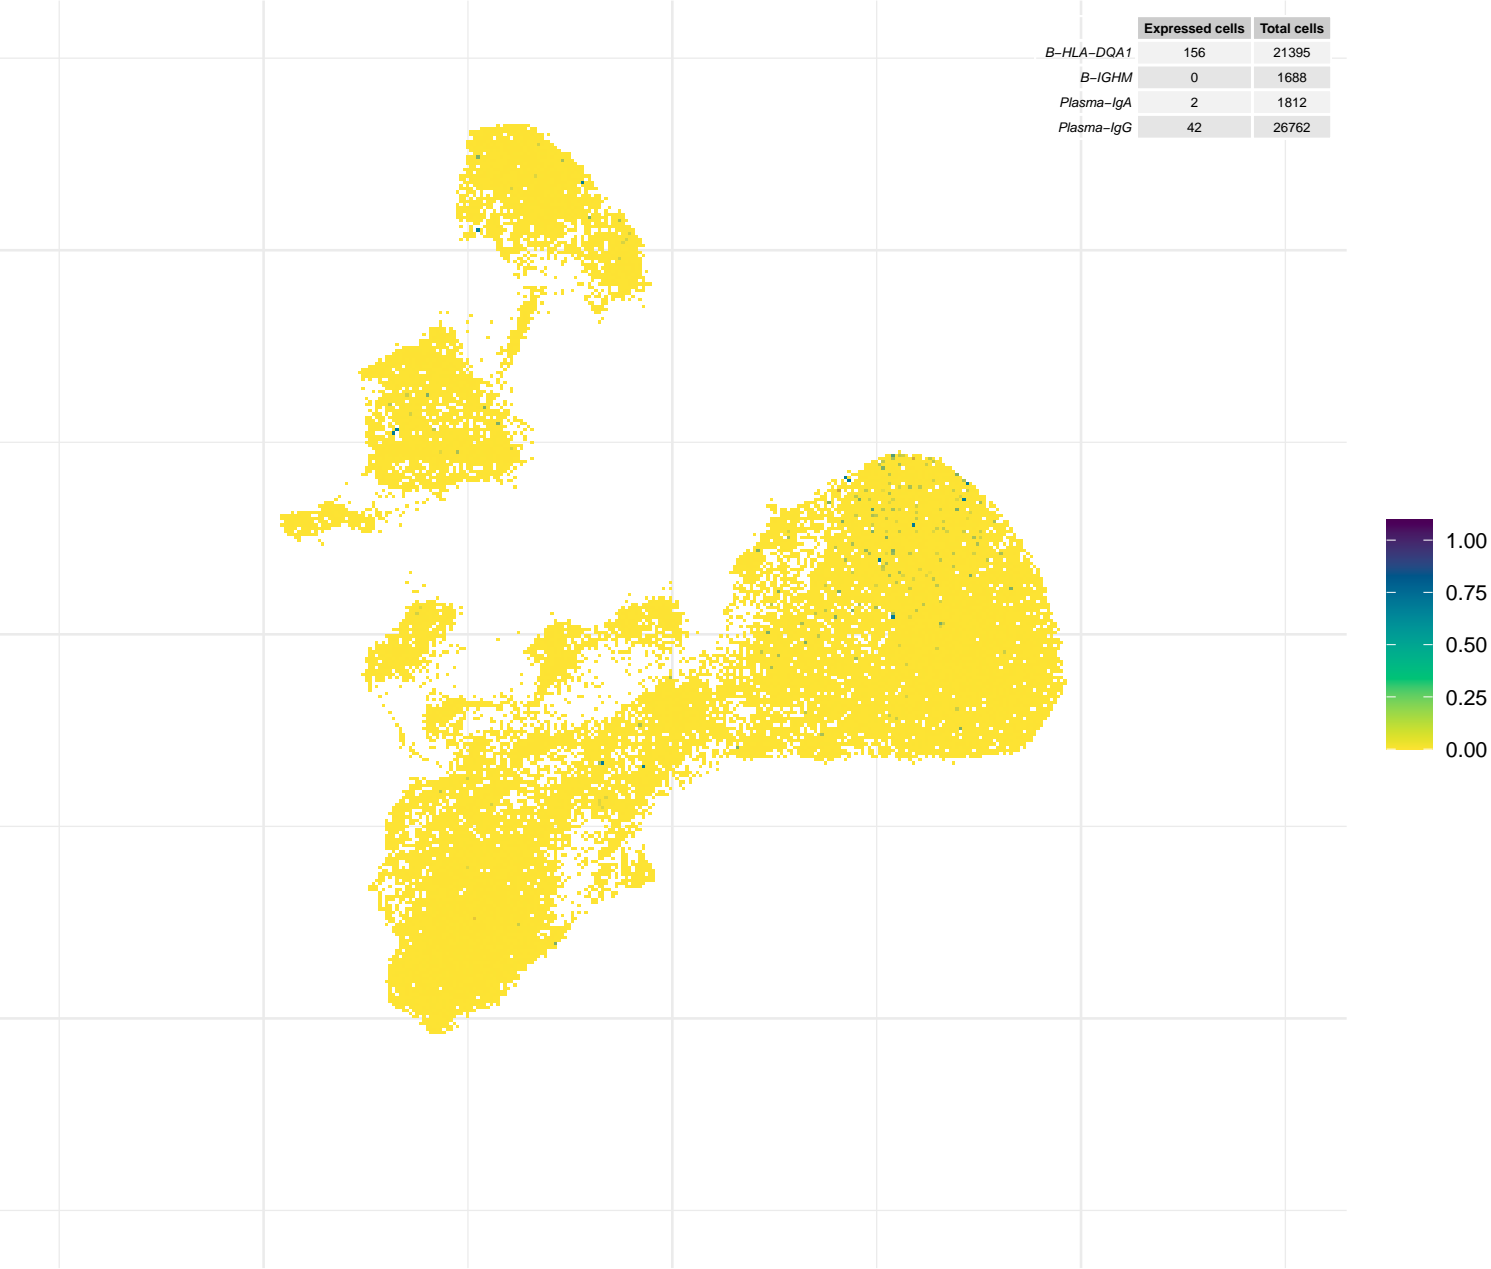 Expressed cells Total cells
B−HLA−DQA1 156 21395
B−IGHM 0 1688
Plasma−IgA 2 1812
Plasma−IgG 42 26762
1.00
0.75
0.50
0.25
0.00